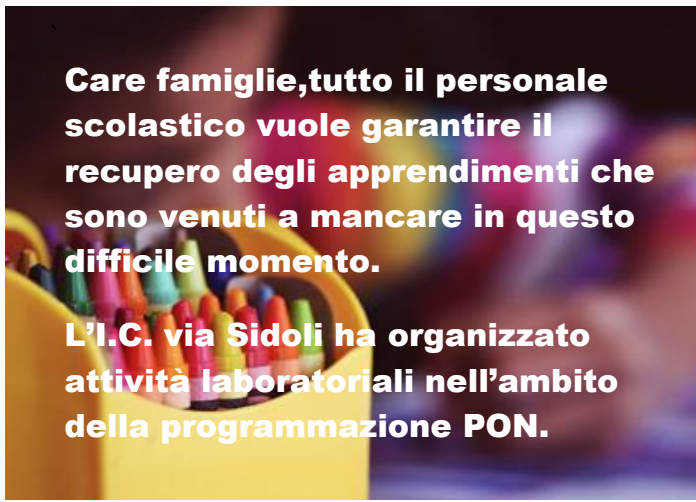 Care famiglie,tutto il personale
scolastico vuole garantire il
recupero degli apprendimenti che
sono venuti a mancare in questo
difficile momento.
L’I.C. via Sidoli ha organizzato
attività laboratoriali nell’ambito
della programmazione PON.